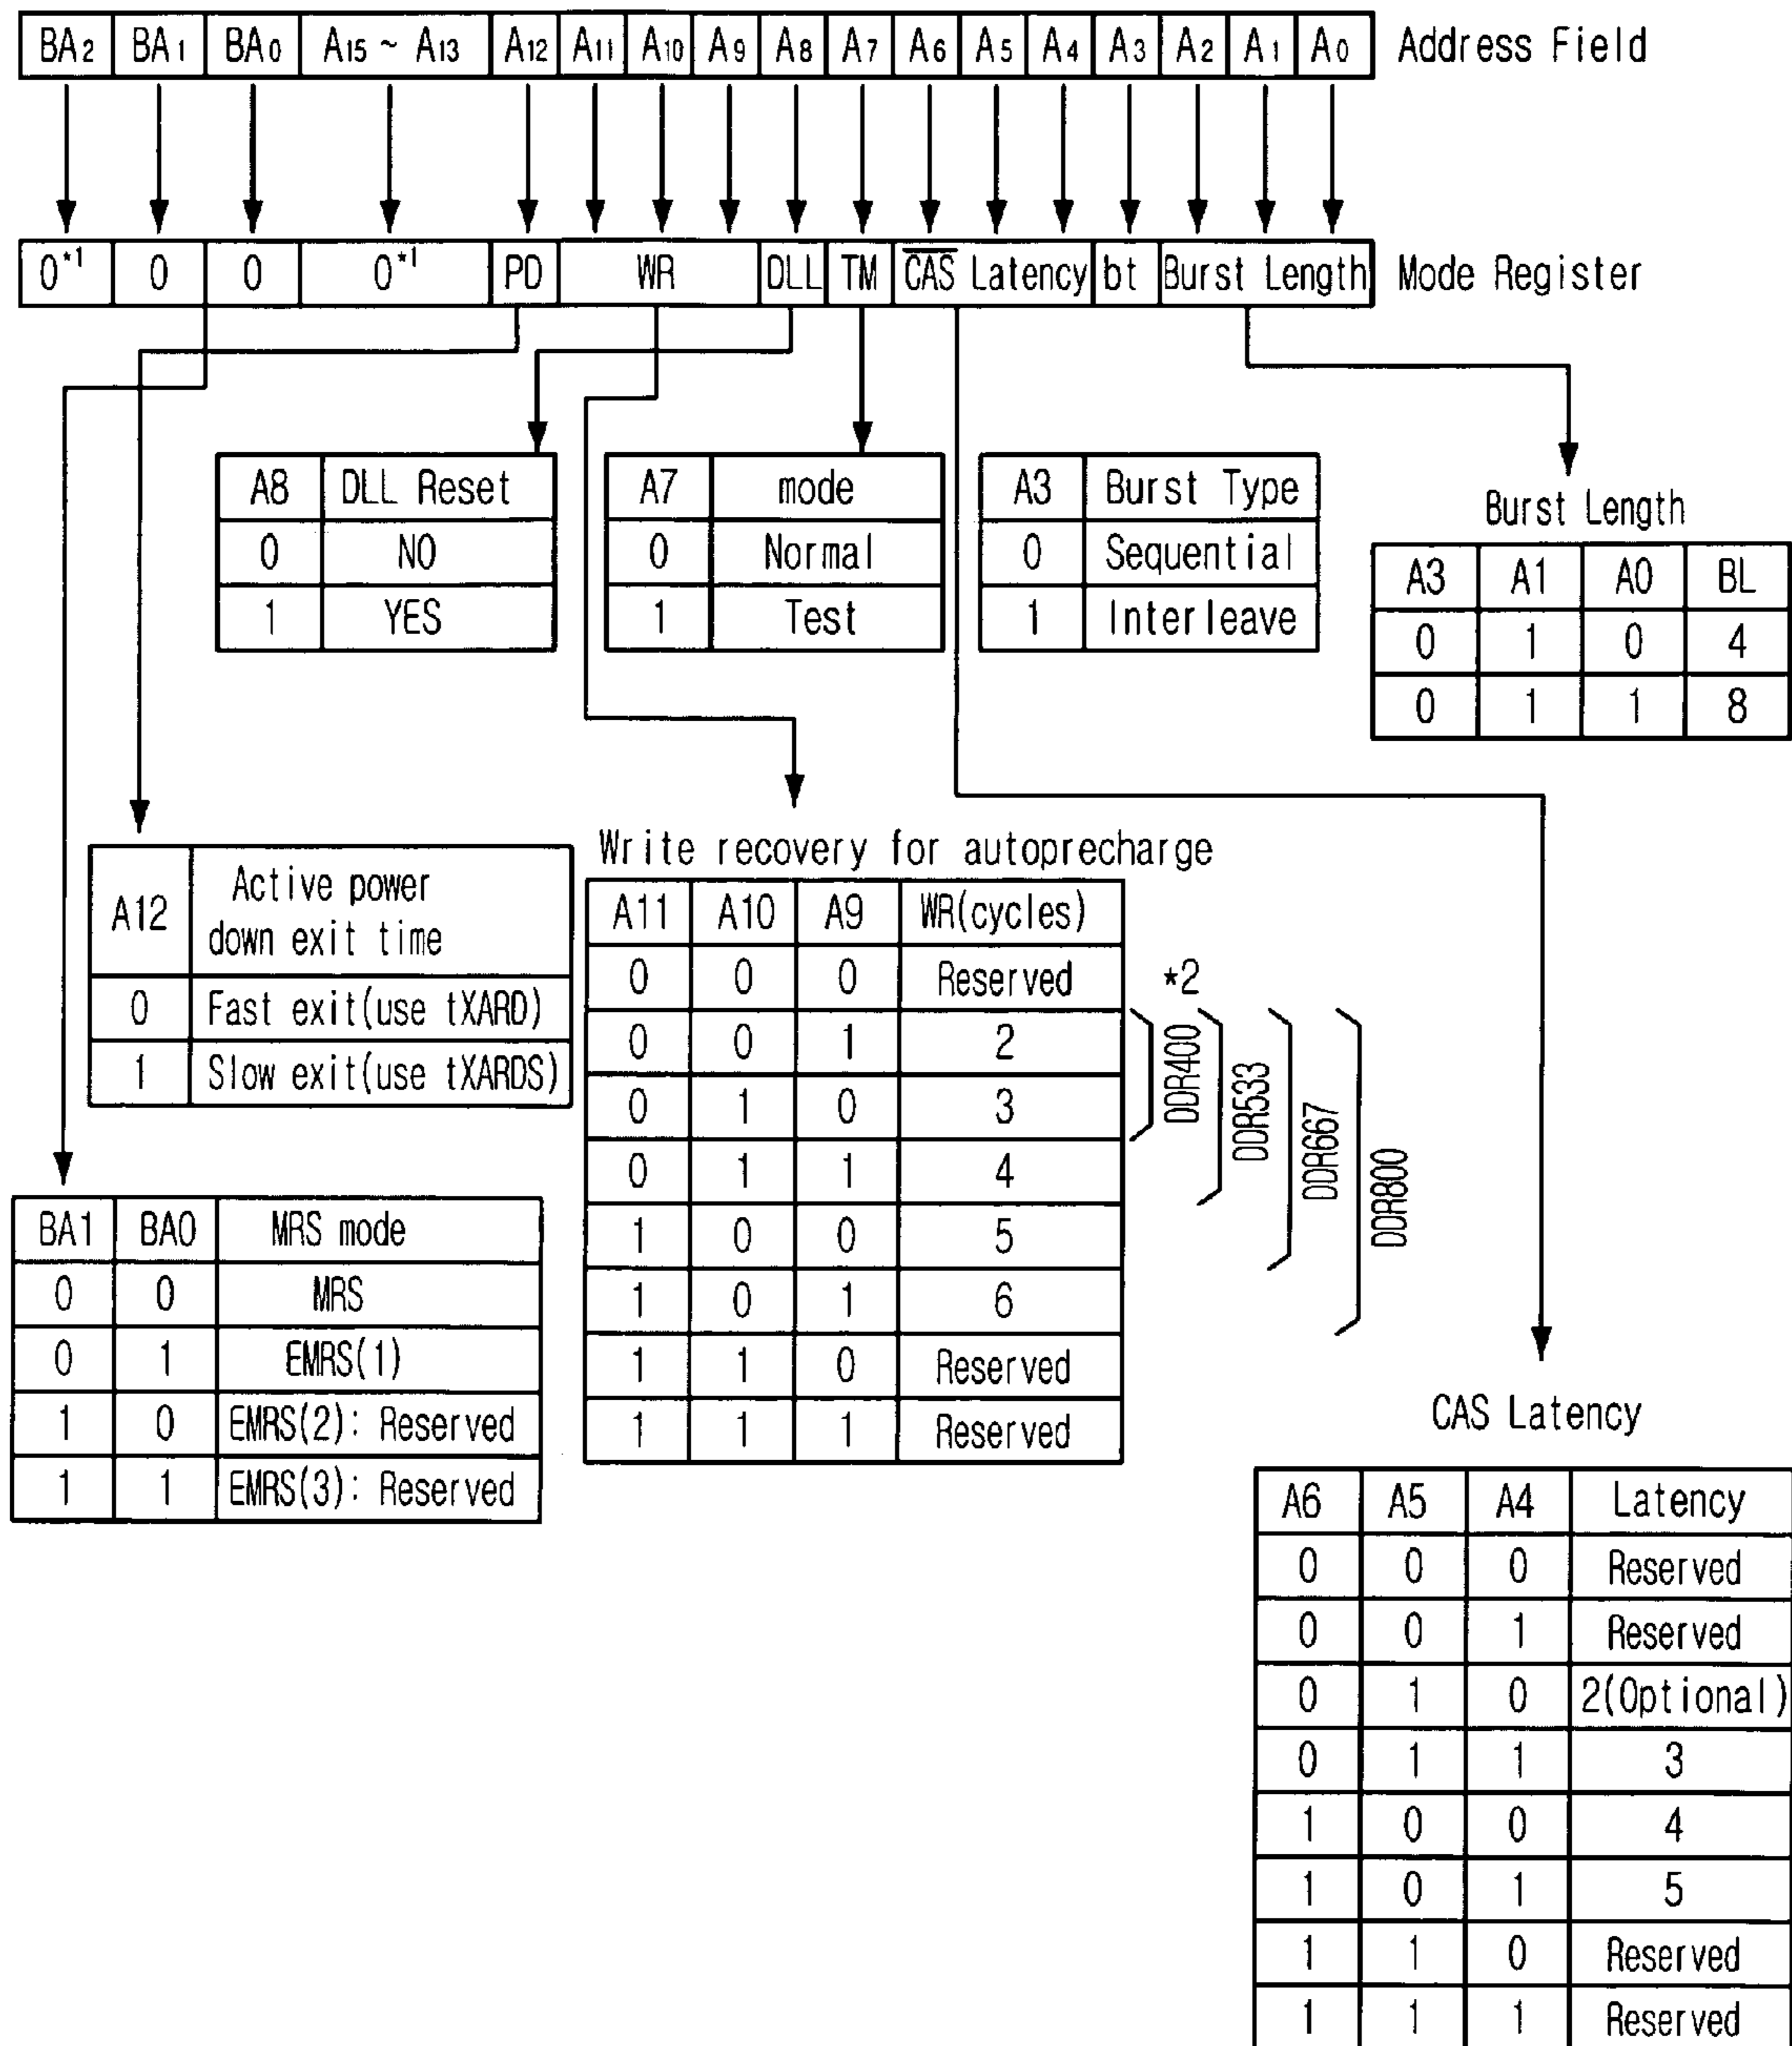 BA2 BA1 BA0 A15 ~ A13 A12 A11 A10 A9 A8 A7 A6 A5 A4 A3 A2 A1 A0 Address Field
0*1 0 0 0*1 PD WR DLL TM CAS Latency bt Burst Length Mode Register
A8 DLL Reset
0 NO
1 YES
A7 mode
0 Normal
1 Test
A3 Burst Type
0 Sequential
1 Interleave
Burst Length
A3 A1 A0 BL
0 1 0 4
0 1 1 8
A12 Active power
down exit time
0 Fast exit(use tXARD)
1 Slow exit(use tXARDS)
Write recovery for autoprecharge
A11 A10 A9 WR(cycles)
0 0 0 Reserved *2
0 0 1 2
0 1 0 3
0 1 1 4
1 0 0 5
1 0 1 6
1 1 0 Reserved
1 1 1 Reserved
DDR400
DDR533
DDR667
DDR800
BA1 BA0 MRS mode
0 0 MRS
0 1 EMRS(1)
1 0 EMRS(2): Reserved
1 1 EMRS(3): Reserved
CAS Latency
A6 A5 A4 Latency
0 0 0 Reserved
0 0 1 Reserved
0 1 0 2(Optional)
0 1 1 3
1 0 0 4
1 0 1 5
1 1 0 Reserved
1 1 1 Reserved